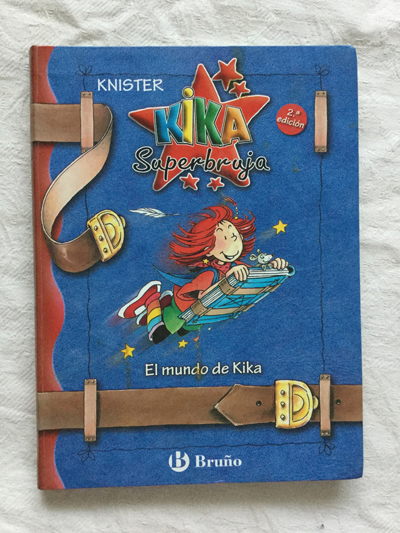 KNISTER
KiKA
Superbruja
2.ª
edición
El mundo de Kika
B Bruño